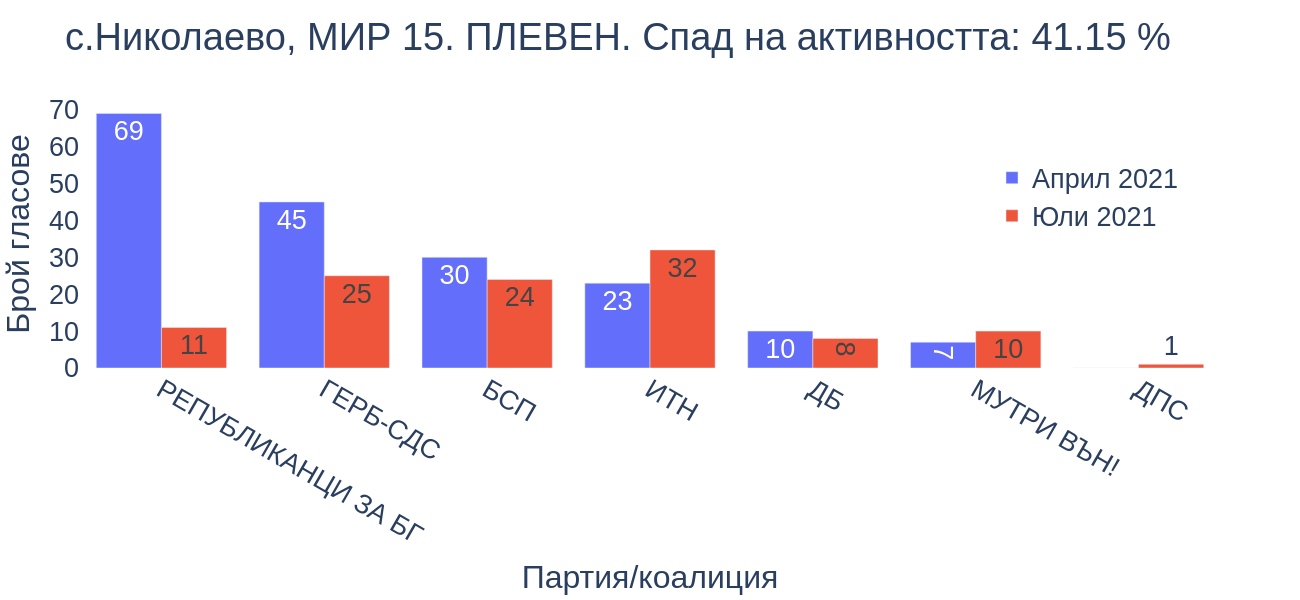 с.Николаево, МИР 15. ПЛЕВЕН. Спад на активността: 41.15 %
Брой гласове
70
60
50
40
30
20
10
0
69
11
45
25
30
24
23
32
10
8
7
10
1
Април 2021
Юли 2021
РЕПУБЛИКАНЦИ ЗА БГ
ГЕРБ-СДС
БСП
ИТН
ДБ
МУТРИ ВЪН!
ДПС
Партия/коалиция